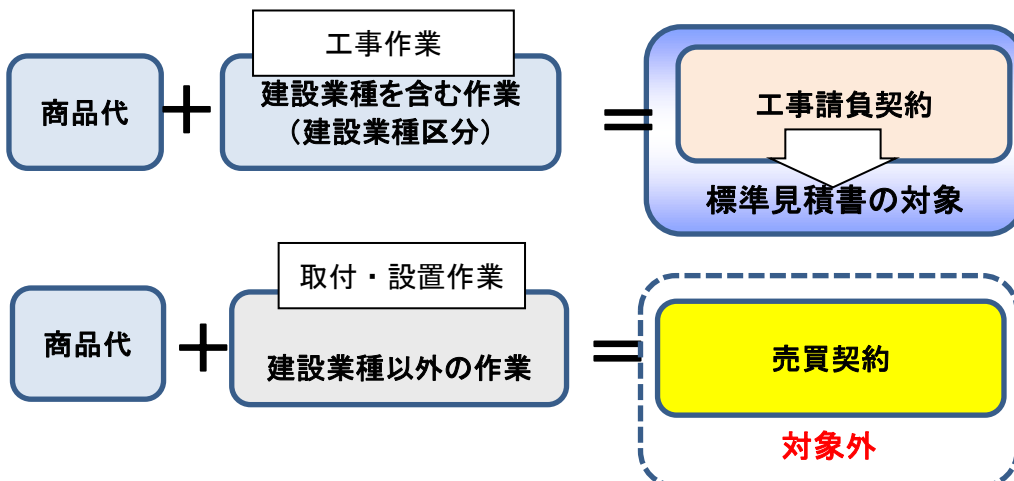 工事作業
商品代
+
建設業種を含む作業
（建設業種区分）
=
工事請負契約
標準見積書の対象
取付・設置作業
商品代
+
建設業種以外の作業
=
売買契約
対象外